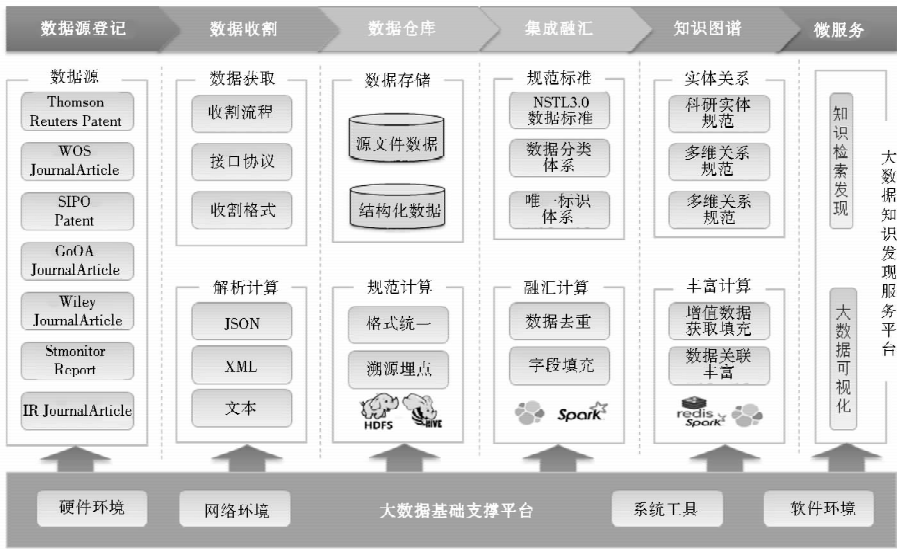 数据源登记
数据收割
数据仓库
集成融汇
知识图谱
微服务
数据源
Thomson
Reuters Patent
WOS
JournalArticle
SIPO
Patent
GoOA
JournalArticle
Wiley
JournalArticle
Stmonitor
Report
IR JournalArticle
数据获取
收割流程
接口协议
收割格式
解析计算
JSON
XML
文本
数据存储
源文件数据
结构化数据
规范计算
格式统一
溯源埋点
HDFS
HIVE
规范标准
NSTL3.0
数据标准
数据分类
体系
唯一标识
体系
融汇计算
数据去重
字段填充
Spark
实体关系
科研实体
规范
多维关系
规范
多维关系
规范
丰富计算
增值数据
获取填充
数据关联
丰富
redis
Spark
知识检索发现
大数据可视化
大数据知识发现服务平台
硬件环境
网络环境
大数据基础支撑平台
系统工具
软件环境